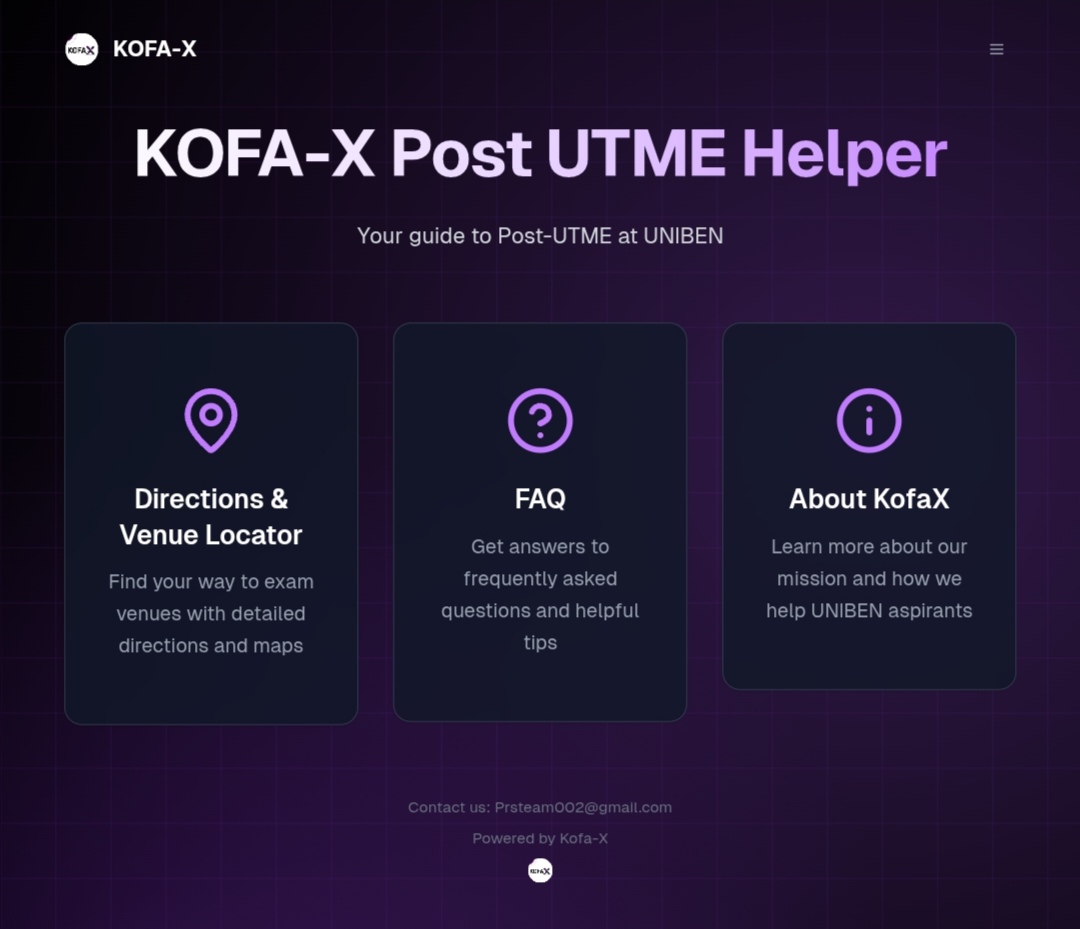 KOFAX KOFA-X
KOFA-X Post UTME Helper
Your guide to Post-UTME at UNIBEN
Directions &
Venue Locator
Find your way to exam
venues with detailed
directions and maps
FAQ
Get answers to
frequently asked
questions and helpful
tips
About KofaX
Learn more about our
mission and how we
help UNIBEN aspirants
Contact us: Prsteam002@gmail.com
Powered by Kofa-X
KOFAX